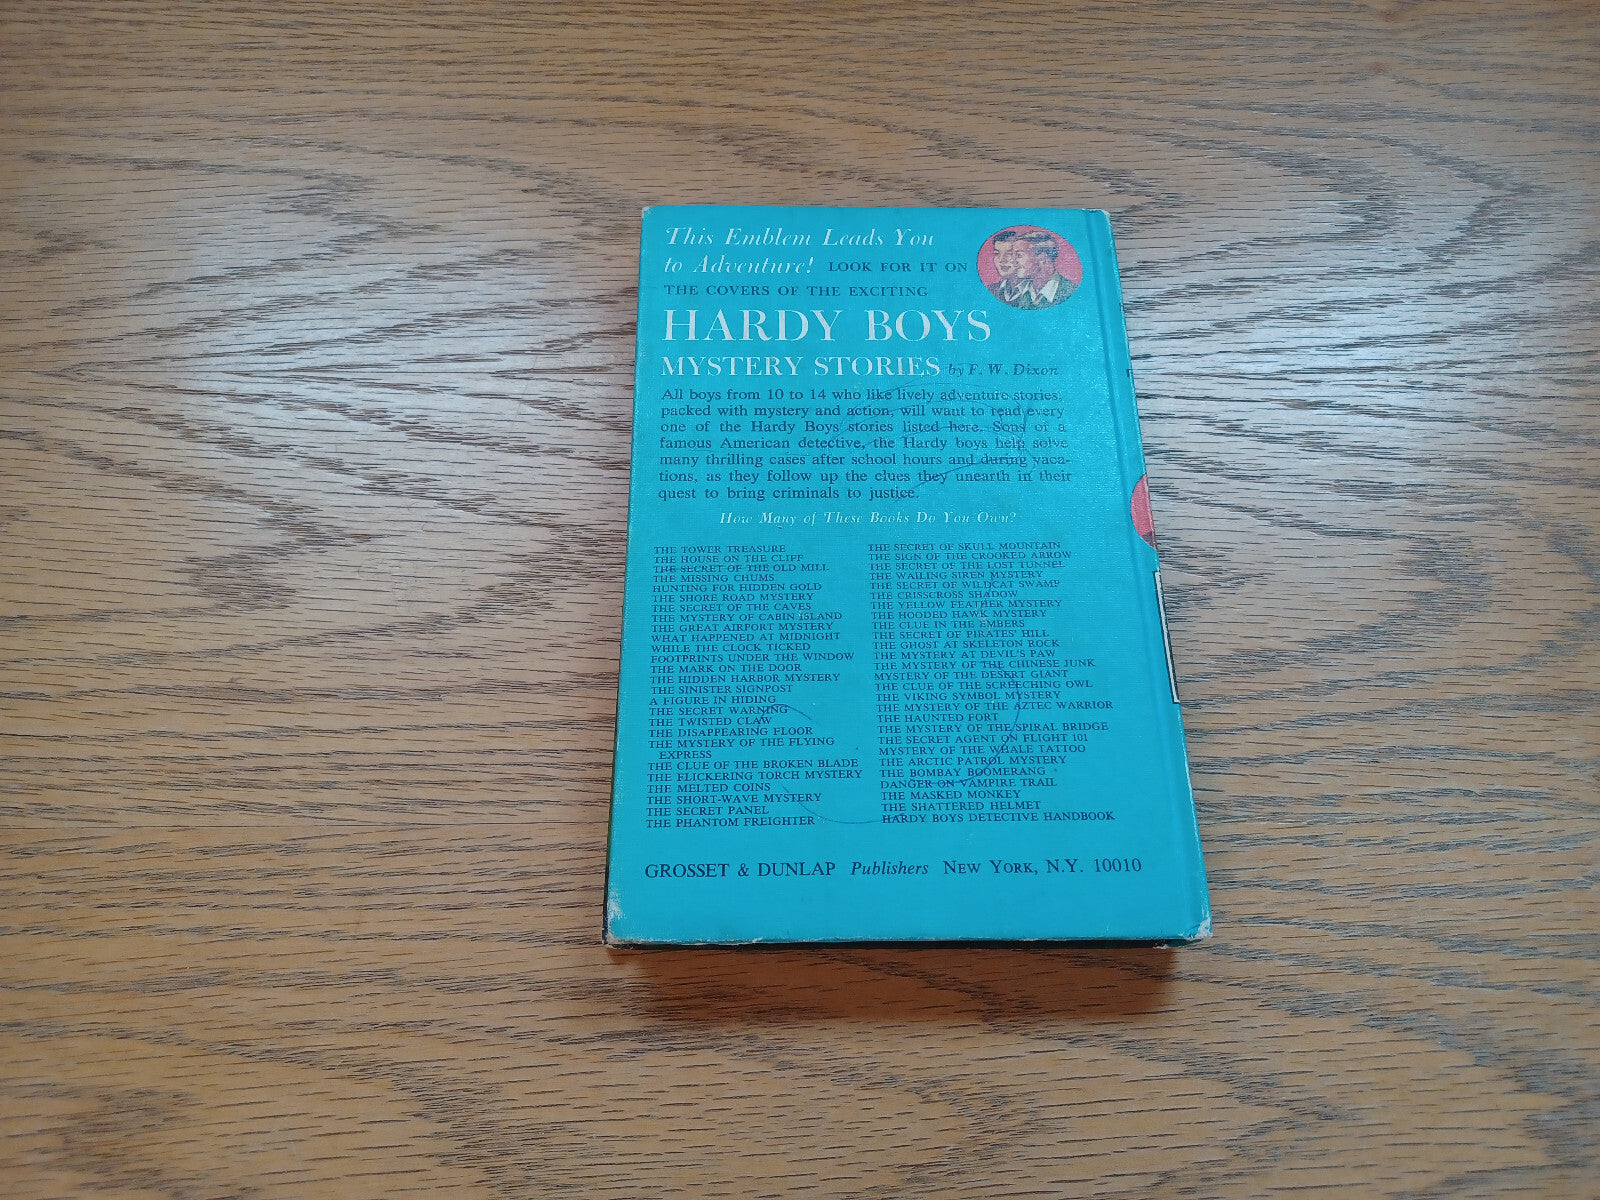 This Emblem Leads You
to Adventure! LOOK FOR IT ON
THE COVERS OF THE EXCITING
HARDY BOYS
MYSTERY STORIES by F. W. Dixon
All boys from 10 to 14 who like lively adventure stories,
packed with mystery and action, will want to read every
one of the Hardy Boys stories listed here. Sons of a
famous American detective, the Hardy boys help solve
many thrilling cases after school hours and during vaca-
tions, as they follow up the clues they unearth in their
quest to bring criminals to justice.
How Many of These Books Do You Own?
THE TOWER TREASURE
THE HOUSE ON THE CLIFF
THE SECRET OF THE OLD MILL
THE MISSING CHUMS
HUNTING FOR HIDDEN GOLD
THE SHORE ROAD MYSTERY
THE SECRET OF THE CAVES
THE MYSTERY OF CABIN ISLAND
THE GREAT AIRPORT MYSTERY
WHAT HAPPENED AT MIDNIGHT
WHILE THE CLOCK TICKED
FOOTPRINTS UNDER THE WINDOW
THE MARK ON THE DOOR
THE HIDDEN HARBOR MYSTERY
THE SINISTER SIGNPOST
A FIGURE IN HIDING
THE SECRET WARNING
THE TWISTED CLAW
THE DISAPPEARING FLOOR
THE MYSTERY OF THE FLYING
EXPRESS
THE CLUE OF THE BROKEN BLADE
THE FLICKERING TORCH MYSTERY
THE MELTED COINS
THE SHORT-WAVE MYSTERY
THE SECRET PANEL
THE PHANTOM FREIGHTER
THE SECRET OF SKULL MOUNTAIN
THE SIGN OF THE CROOKED ARROW
THE SECRET OF THE LOST TUNNEL
THE WAILING SIREN MYSTERY
THE SECRET OF WILDCAT SWAMP
THE CRISSCROSS SHADOW
THE YELLOW FEATHER MYSTERY
THE HOODED HAWK MYSTERY
THE CLUE IN THE EMBERS
THE SECRET OF PIRATES' HILL
THE GHOST AT SKELETON ROCK
THE MYSTERY AT DEVIL'S PAW
THE MYSTERY OF THE CHINESE JUNK
MYSTERY OF THE DESERT GIANT
THE CLUE OF THE SCREECHING OWL
THE VIKING SYMBOL MYSTERY
THE MYSTERY OF THE AZTEC WARRIOR
THE HAUNTED FORT
THE MYSTERY OF THE SPIRAL BRIDGE
THE SECRET AGENT ON FLIGHT 101
MYSTERY OF THE WHALE TATTOO
THE ARCTIC PATROL MYSTERY
THE BOMBAY BOOMERANG
DANGER ON VAMPIRE TRAIL
THE MASKED MONKEY
THE SHATTERED HELMET
HARDY BOYS DETECTIVE HANDBOOK
GROSSET & DUNLAP Publishers NEW YORK, N.Y. 10010